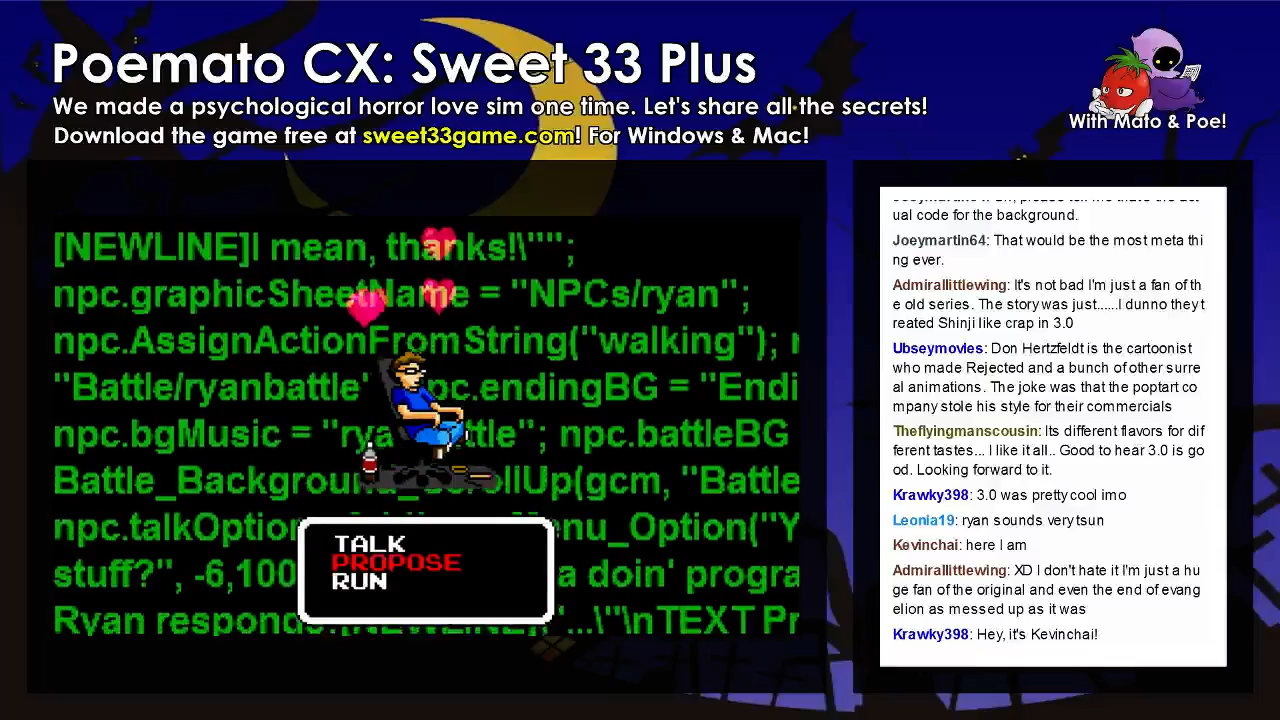 Poemato CX: Sweet 33 Plus
We made a psychological horror love sim one time. Let's share all the secrets!
Download the game free at sweet33game.com! For Windows & Mac!
With Mato & Poe!
[NEWLINE]I mean, thanks!\"";
npc.graphicSheetName = "NPCs/ryan";
npc.AssignActionFromString("walking");
"Battle/ryanbattle" npc.endingBG = "Endi
npc.bgMusic = "rya ttle"; npc.battleBG
Battle_Background_ScrollUp(gcm, "Battle
npc.talkOption Menu_Option("Y
stuff?", -6,100 a doin' progra
Ryan respond [NEWLINE] "...\"\nTEXT Pr
TALK
PROPOSE
RUN
ual code for the background.
Joeymartin64: That would be the most meta thi
ng ever.
Admirallittlewing: It's not bad I'm just a fan of th
e old series. The story was just......I dunno they t
reated Shinji like crap in 3.0
Ubseymovies: Don Hertzfeldt is the cartoonist
who made Rejected and a bunch of other surre
al animations. The joke was that the poptart co
mpany stole his style for their commercials
Theflyingmanscousin: Its different flavors for dif
ferent tastes... I like it all.. Good to hear 3.0 is go
od. Looking forward to it.
Krawky398: 3.0 was pretty cool imo
Leonia19: ryan sounds very tsun
Kevinchai: here I am
Admirallittlewing: XD I don't hate it I'm just a hu
ge fan of the original and even the end of evang
elion as messed up as it was
Krawky398: Hey, it's Kevinchai!